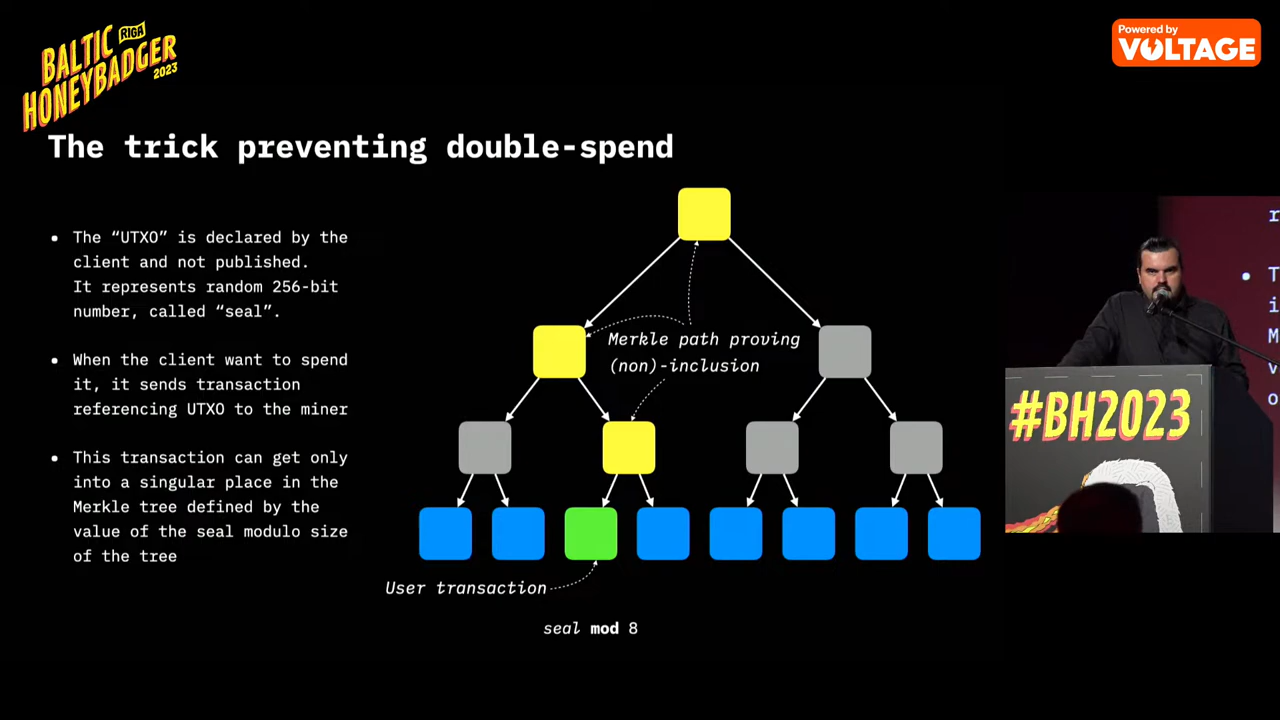 BALTIC
RIGA
HONEYBADGER
2023
Powered by
VOLTAGE
The trick preventing double-spend
• The “UTXO” is declared by the
client and not published.
It represents random 256-bit
number, called “seal”.
• When the client want to spend
it, it sends transaction
referencing UTXO to the miner
• This transaction can get only
into a singular place in the
Merkle tree defined by the
value of the seal modulo size
of the tree
Merkle path proving
(non)-inclusion
User transaction
seal mod 8
#BH2023